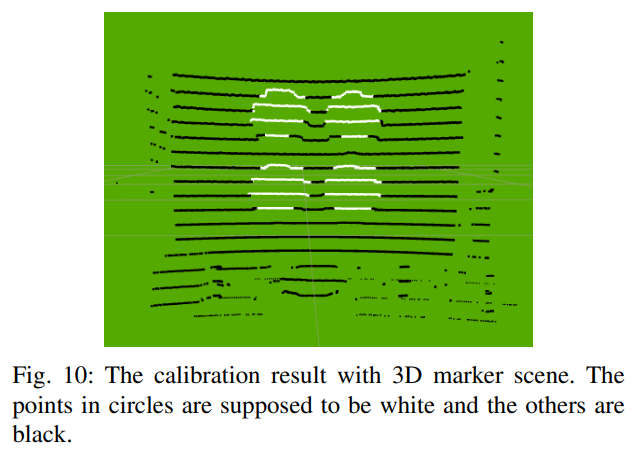 Fig. 10: The calibration result with 3D marker scene. The
points in circles are supposed to be white and the others are
black.